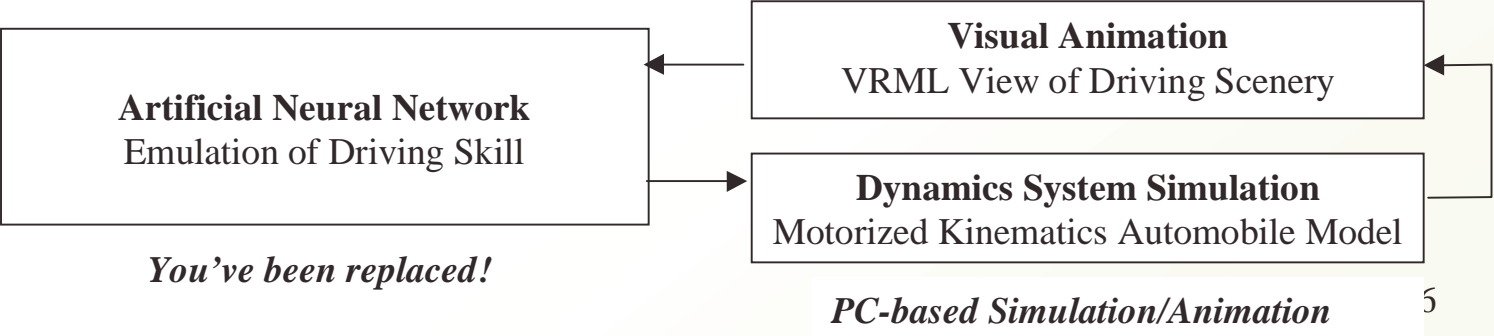 Artificial Neural Network
Emulation of Driving Skill
You've been replaced!
Visual Animation
VRML View of Driving Scenery
Dynamics System Simulation
Motorized Kinematics Automobile Model
PC-based Simulation/Animation
6